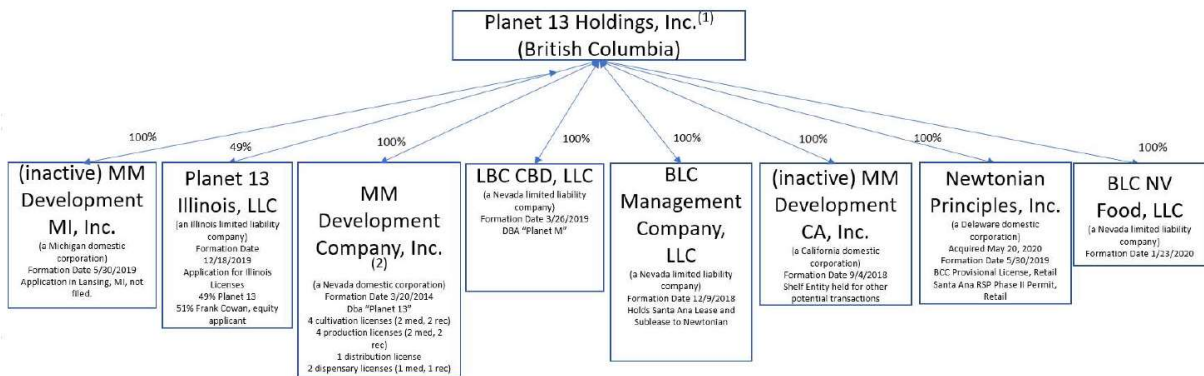 Planet 13 Holdings, Inc.(1)
(British Columbia)
100%
49%
100%
100%
100%
100%
100%
100%
(inactive) MM
Development
MI, Inc.
(a Michigan domestic
corporation)
Formation Date 5/30/2019
Application in Lansing, MI, not
filed.
Planet 13
Illinois, LLC
(an Illinois limited liability
company)
Formation Date
12/18/2019
Application for Illinois
Licenses
49% Planet 13
51% Frank Cowan, equity
applicant
MM
Development
Company, Inc.
(2)
(a Nevada domestic corporation)
Formation Date 3/20/2014
Dba "Planet 13"
4 cultivation licenses (2 med, 2 rec)
4 production licenses (2 med, 2
rec)
1 distribution license
2 dispensary licenses (1 med, 1 rec)
LBC CBD, LLC
(a Nevada limited liability
company)
Formation Date 3/26/2019
DBA "Planet M"
BLC
Management
Company,
LLC
(a Nevada limited liability
company)
Formation Date 12/9/2018
Holds Santa Ana Lease and
Sublease to Newtonian
(inactive) MM
Development
CA, Inc.
(a California domestic
corporation)
Formation Date 9/4/2018
Shelf Entity held for other
potential transactions
Newtonian
Principles, Inc.
(a Delaware domestic
corporation)
Acquired May 20, 2020
Formation Date 5/30/2019
BCC Provisional License, Retail
Santa Ana RSP Phase II Permit,
Retail
BLC NV
Food, LLC
(a Nevada limited liability
company)
Formation Date 1/23/2020